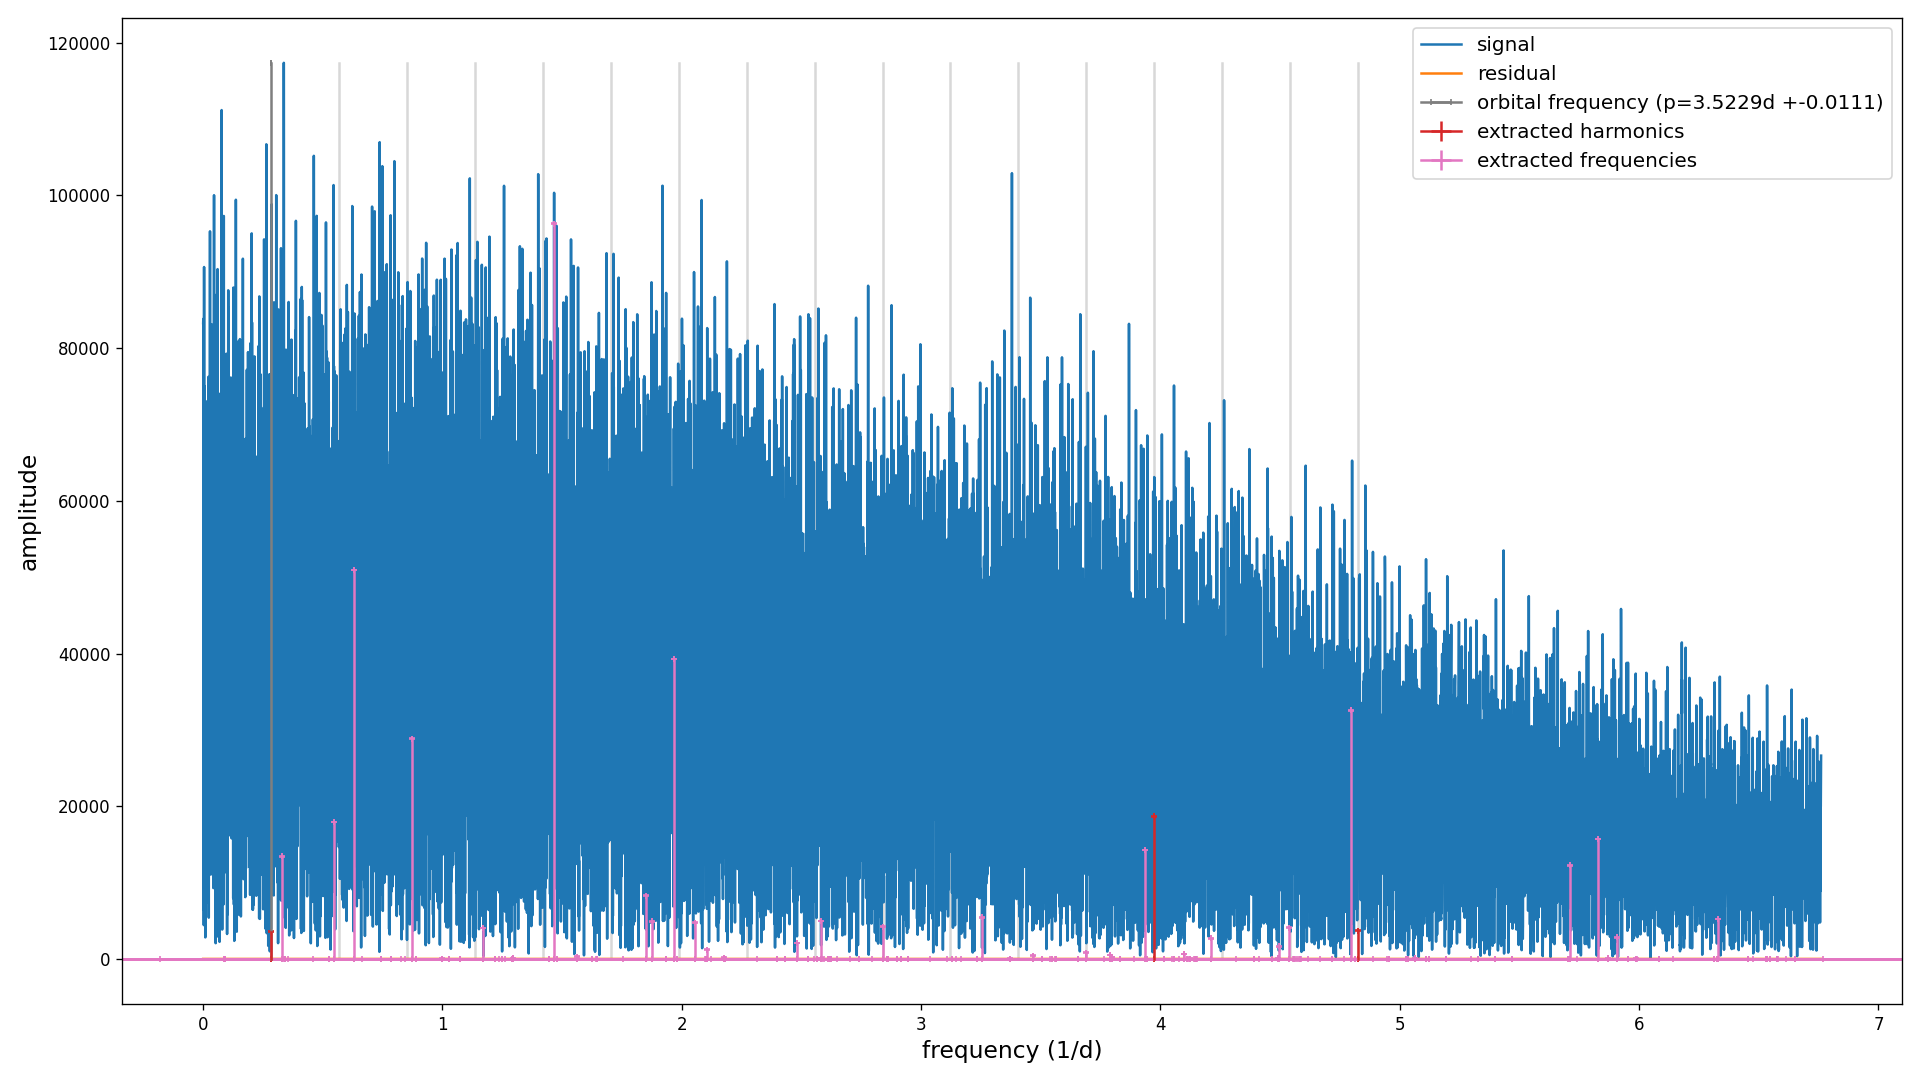 120000
100000
80000
60000
40000
20000
0
amplitude
0 1 2 3 4 5 6 7
frequency (1/d)
signal
residual
orbital frequency (p=3.5229d +-0.0111)
extracted harmonics
extracted frequencies